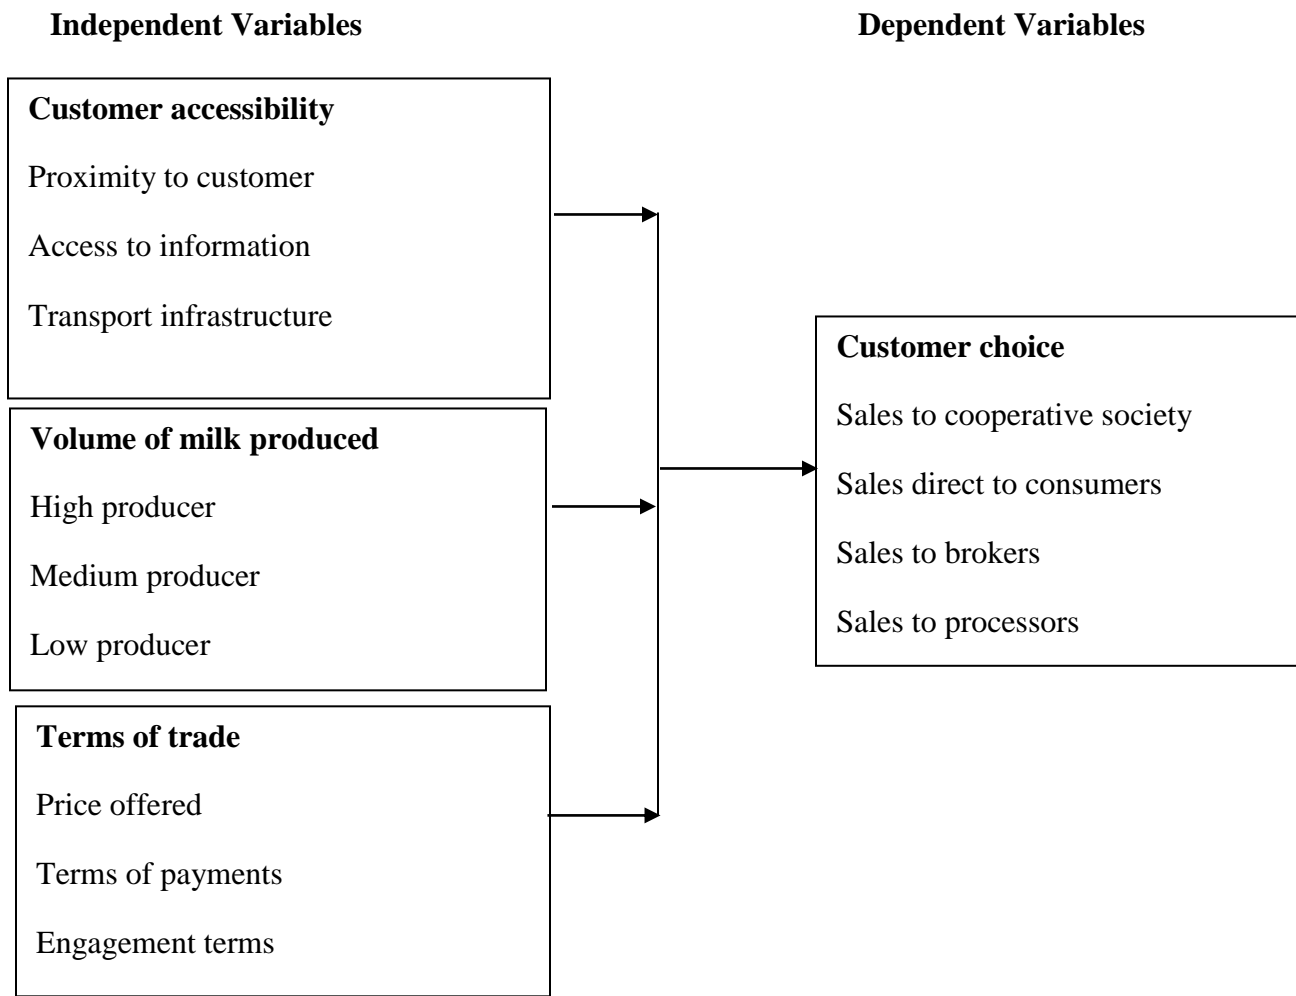 Independent Variables
Dependent Variables
Customer accessibility
Proximity to customer
Access to information
Transport infrastructure
Volume of milk produced
High producer
Medium producer
Low producer
Terms of trade
Price offered
Terms of payments
Engagement terms
Customer choice
Sales to cooperative society
Sales direct to consumers
Sales to brokers
Sales to processors